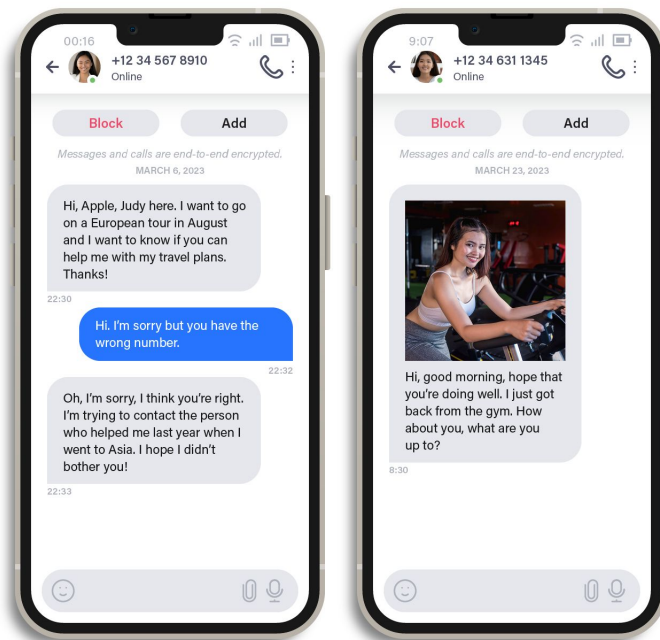 00:16
+12 34 567 8910
Online
Block
Add
Messages and calls are end-to-end encrypted.
MARCH 6, 2023
Hi, Apple, Judy here. I want to go
on a European tour in August
and I want to know if you can
help me with my travel plans.
Thanks!
22:30
Hi. I'm sorry but you have the
wrong number.
22:32
Oh, I'm sorry, I think you're right.
I'm trying to contact the person
who helped me last year when I
went to Asia. I hope I didn't
bother you!
22:33
9:07
+12 34 631 1345
Online
Block
Add
Messages and calls are end-to-end encrypted.
MARCH 23, 2023
Hi, good morning, hope that
you're doing well. I just got
back from the gym. How
about you, what are you
up to?
8:30